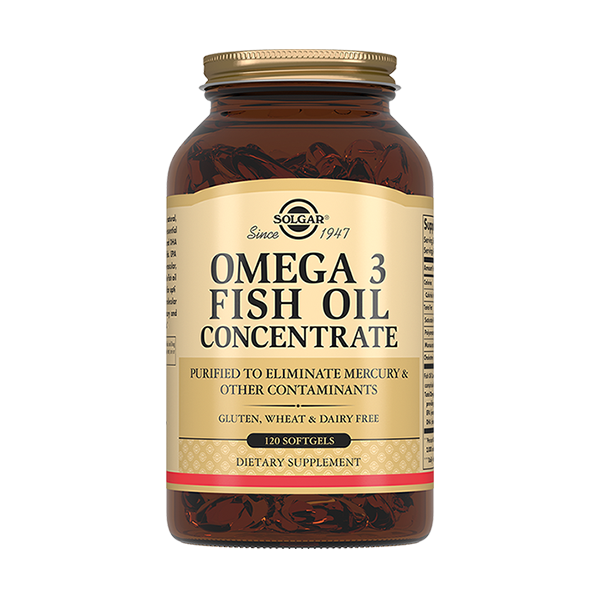 SOLGAR®
Since 1947
OMEGA 3
FISH OIL
CONCENTRATE
PURIFIED TO ELIMINATE MERCURY &
OTHER CONTAMINANTS
GLUTEN, WHEAT & DAIRY FREE
120 SOFTGELS
DIETARY SUPPLEMENT